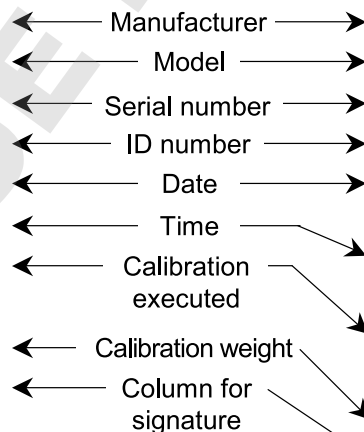 Manufacturer
Model
Serial number
ID number
Date
Time
Calibration
executed
Calibration weight
Column for
signature